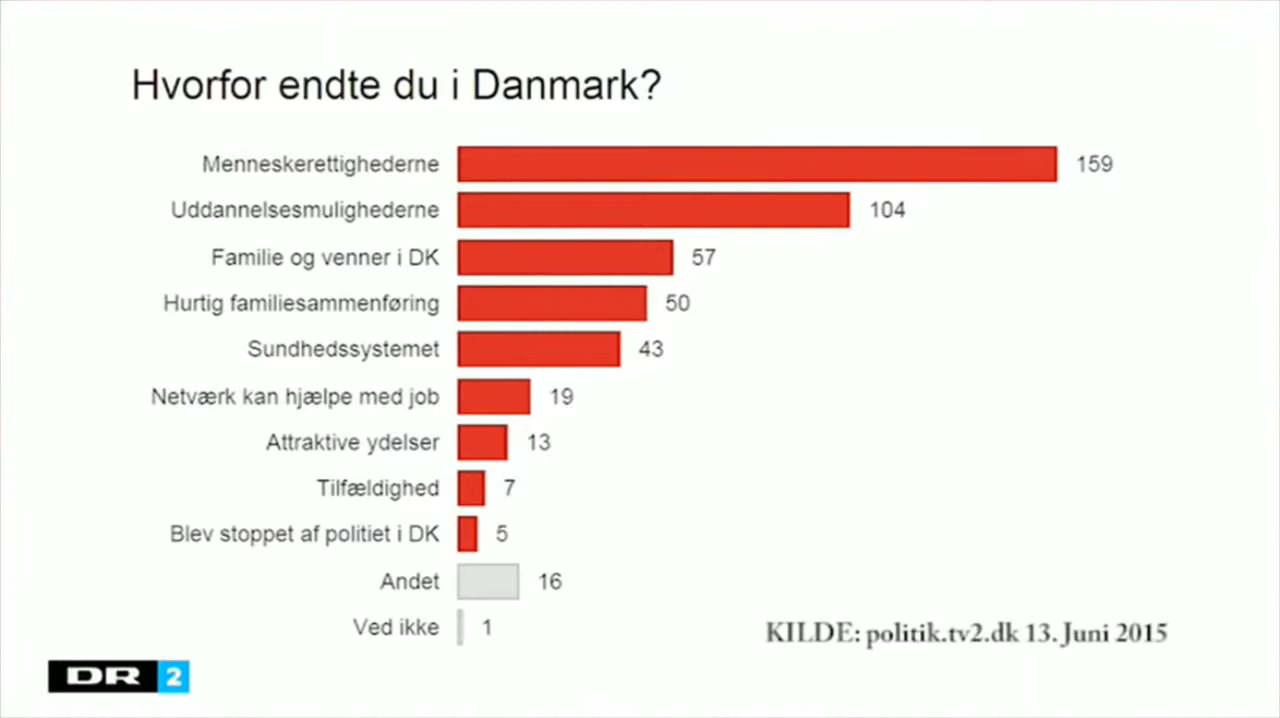 Hvorfor endte du i Danmark?
Menneskerettighederne 159
Uddannelsesmulighederne 104
Familie og venner i DK 57
Hurtig familiesammenføring 50
Sundhedssystemet 43
Netværk kan hjælpe med job 19
Attraktive ydelser 13
Tilfældighed 7
Blev stoppet af politiet i DK 5
Andet 16
Ved ikke 1
KILDE: politik.tv2.dk 13. Juni 2015
DR 2